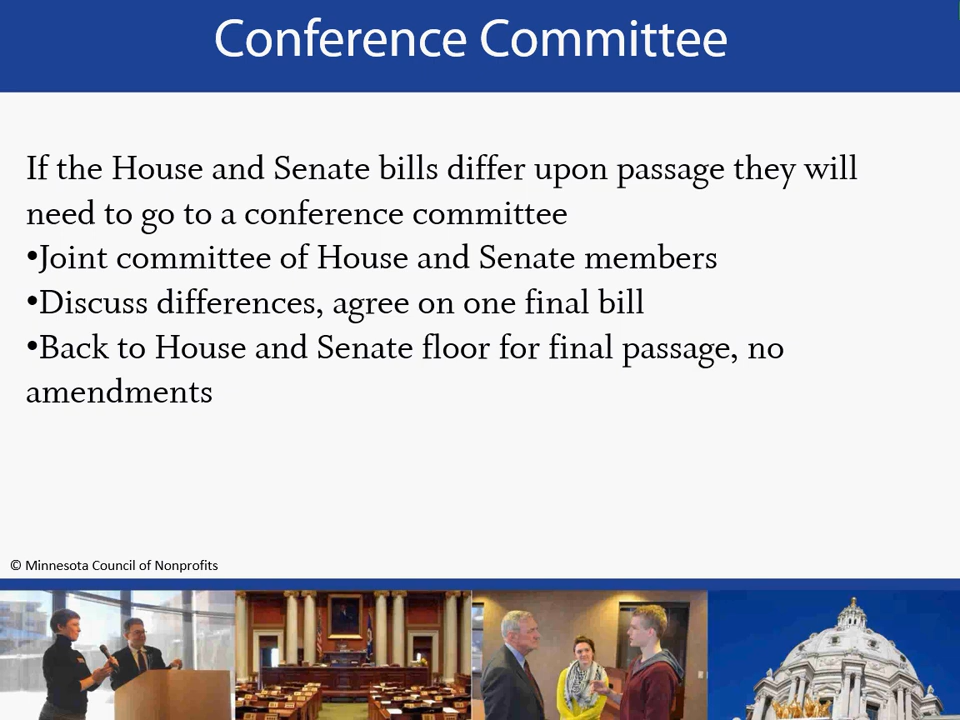 Conference Committee
If the House and Senate bills differ upon passage they will
need to go to a conference committee
•Joint committee of House and Senate members
•Discuss differences, agree on one final bill
•Back to House and Senate floor for final passage, no
amendments
© Minnesota Council of Nonprofits